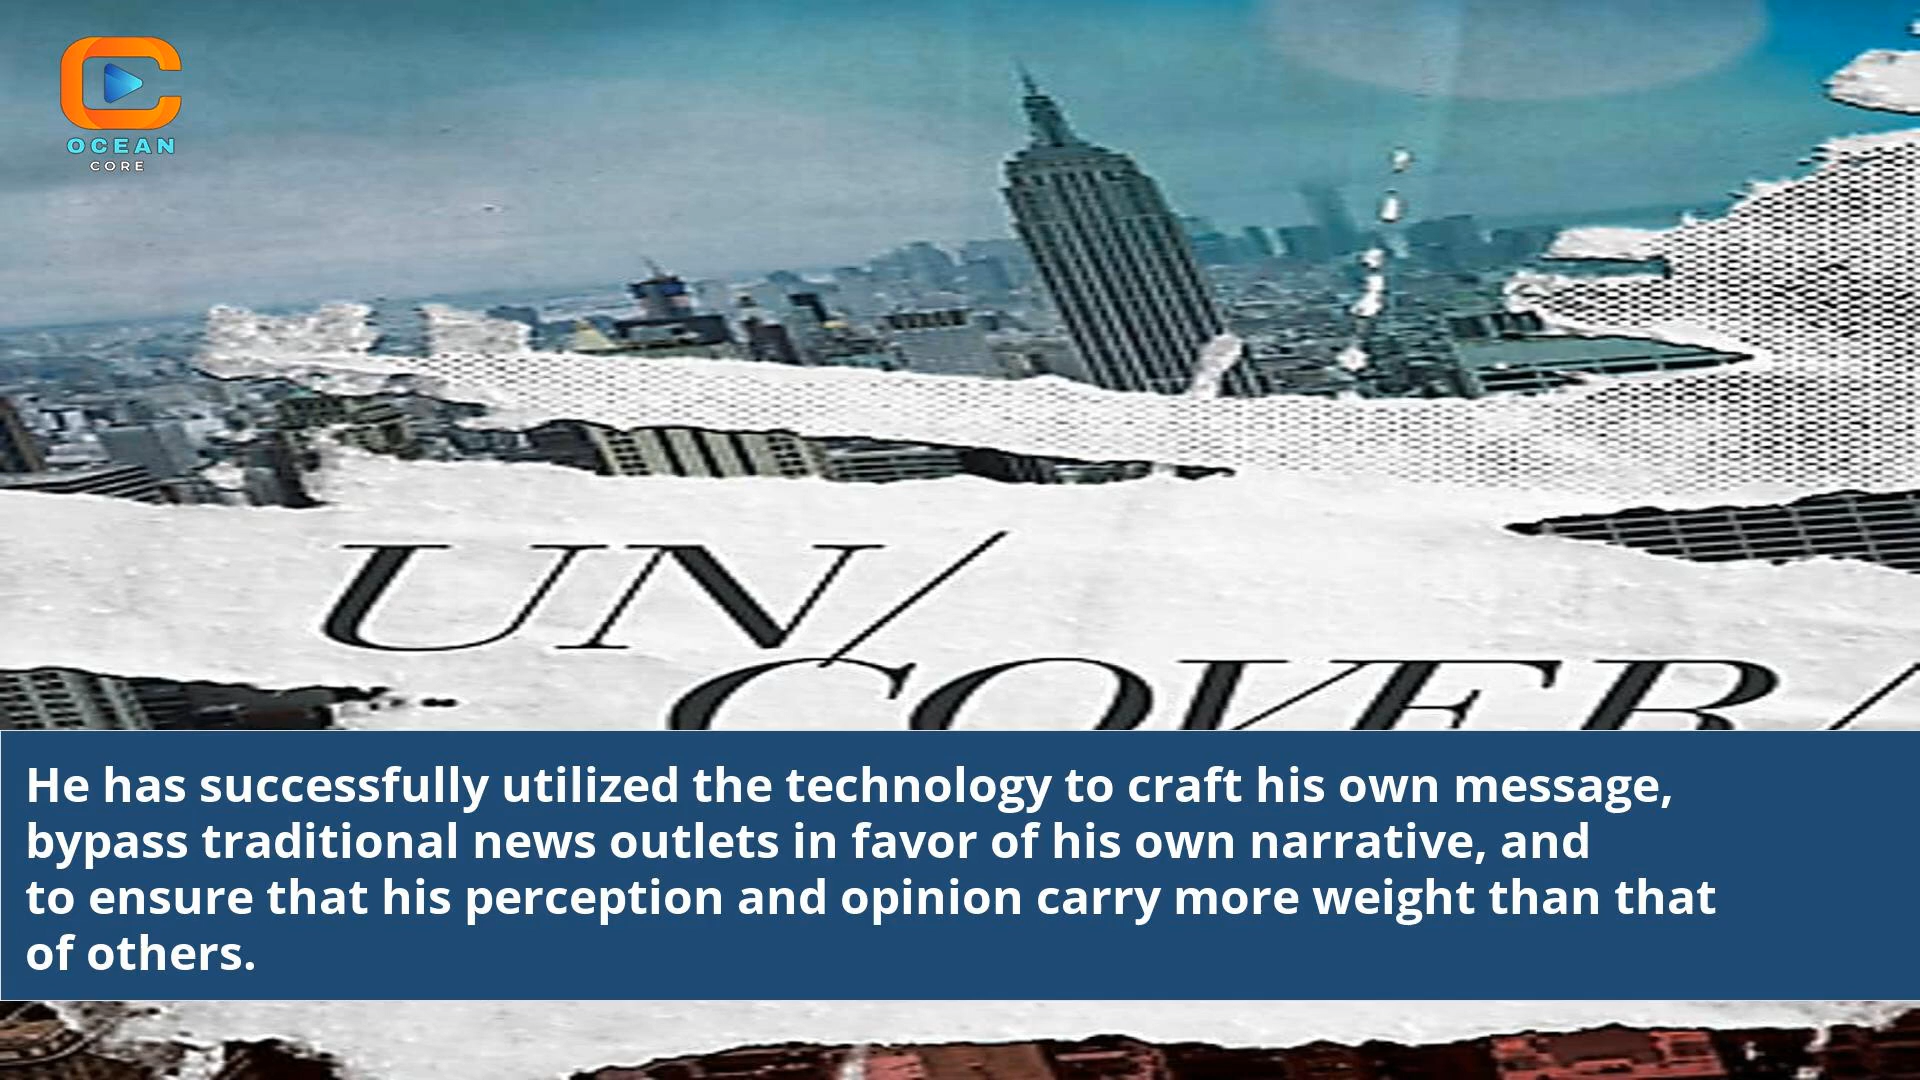 OCEAN
CORE
UN/
COVER/
He has successfully utilized the technology to craft his own message,
bypass traditional news outlets in favor of his own narrative, and
to ensure that his perception and opinion carry more weight than that
of others.